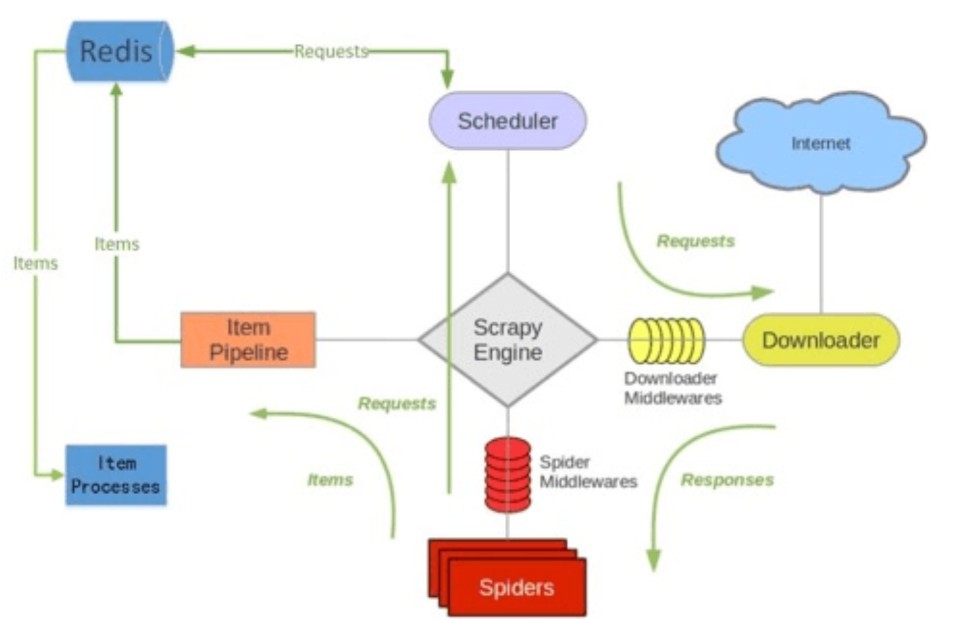 Redis
Requests
Scheduler
Internet
Requests
Items
Items
Item
Pipeline
Scrapy
Engine
Downloader
Downloader
Middlewares
Requests
Items
Item
Processes
Spider
Middlewares
Responses
Spiders